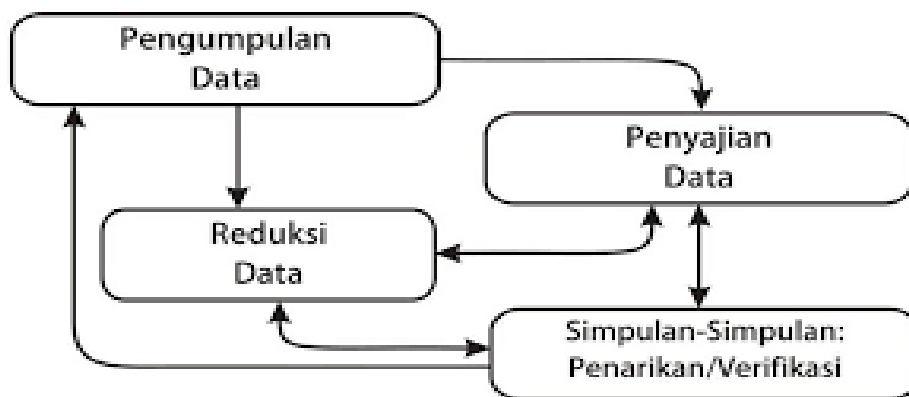 Pengumpulan
Data
Penyajian
Data
Reduksi
Data
Simpulan-Simpulan:
Penarikan/Verifikasi